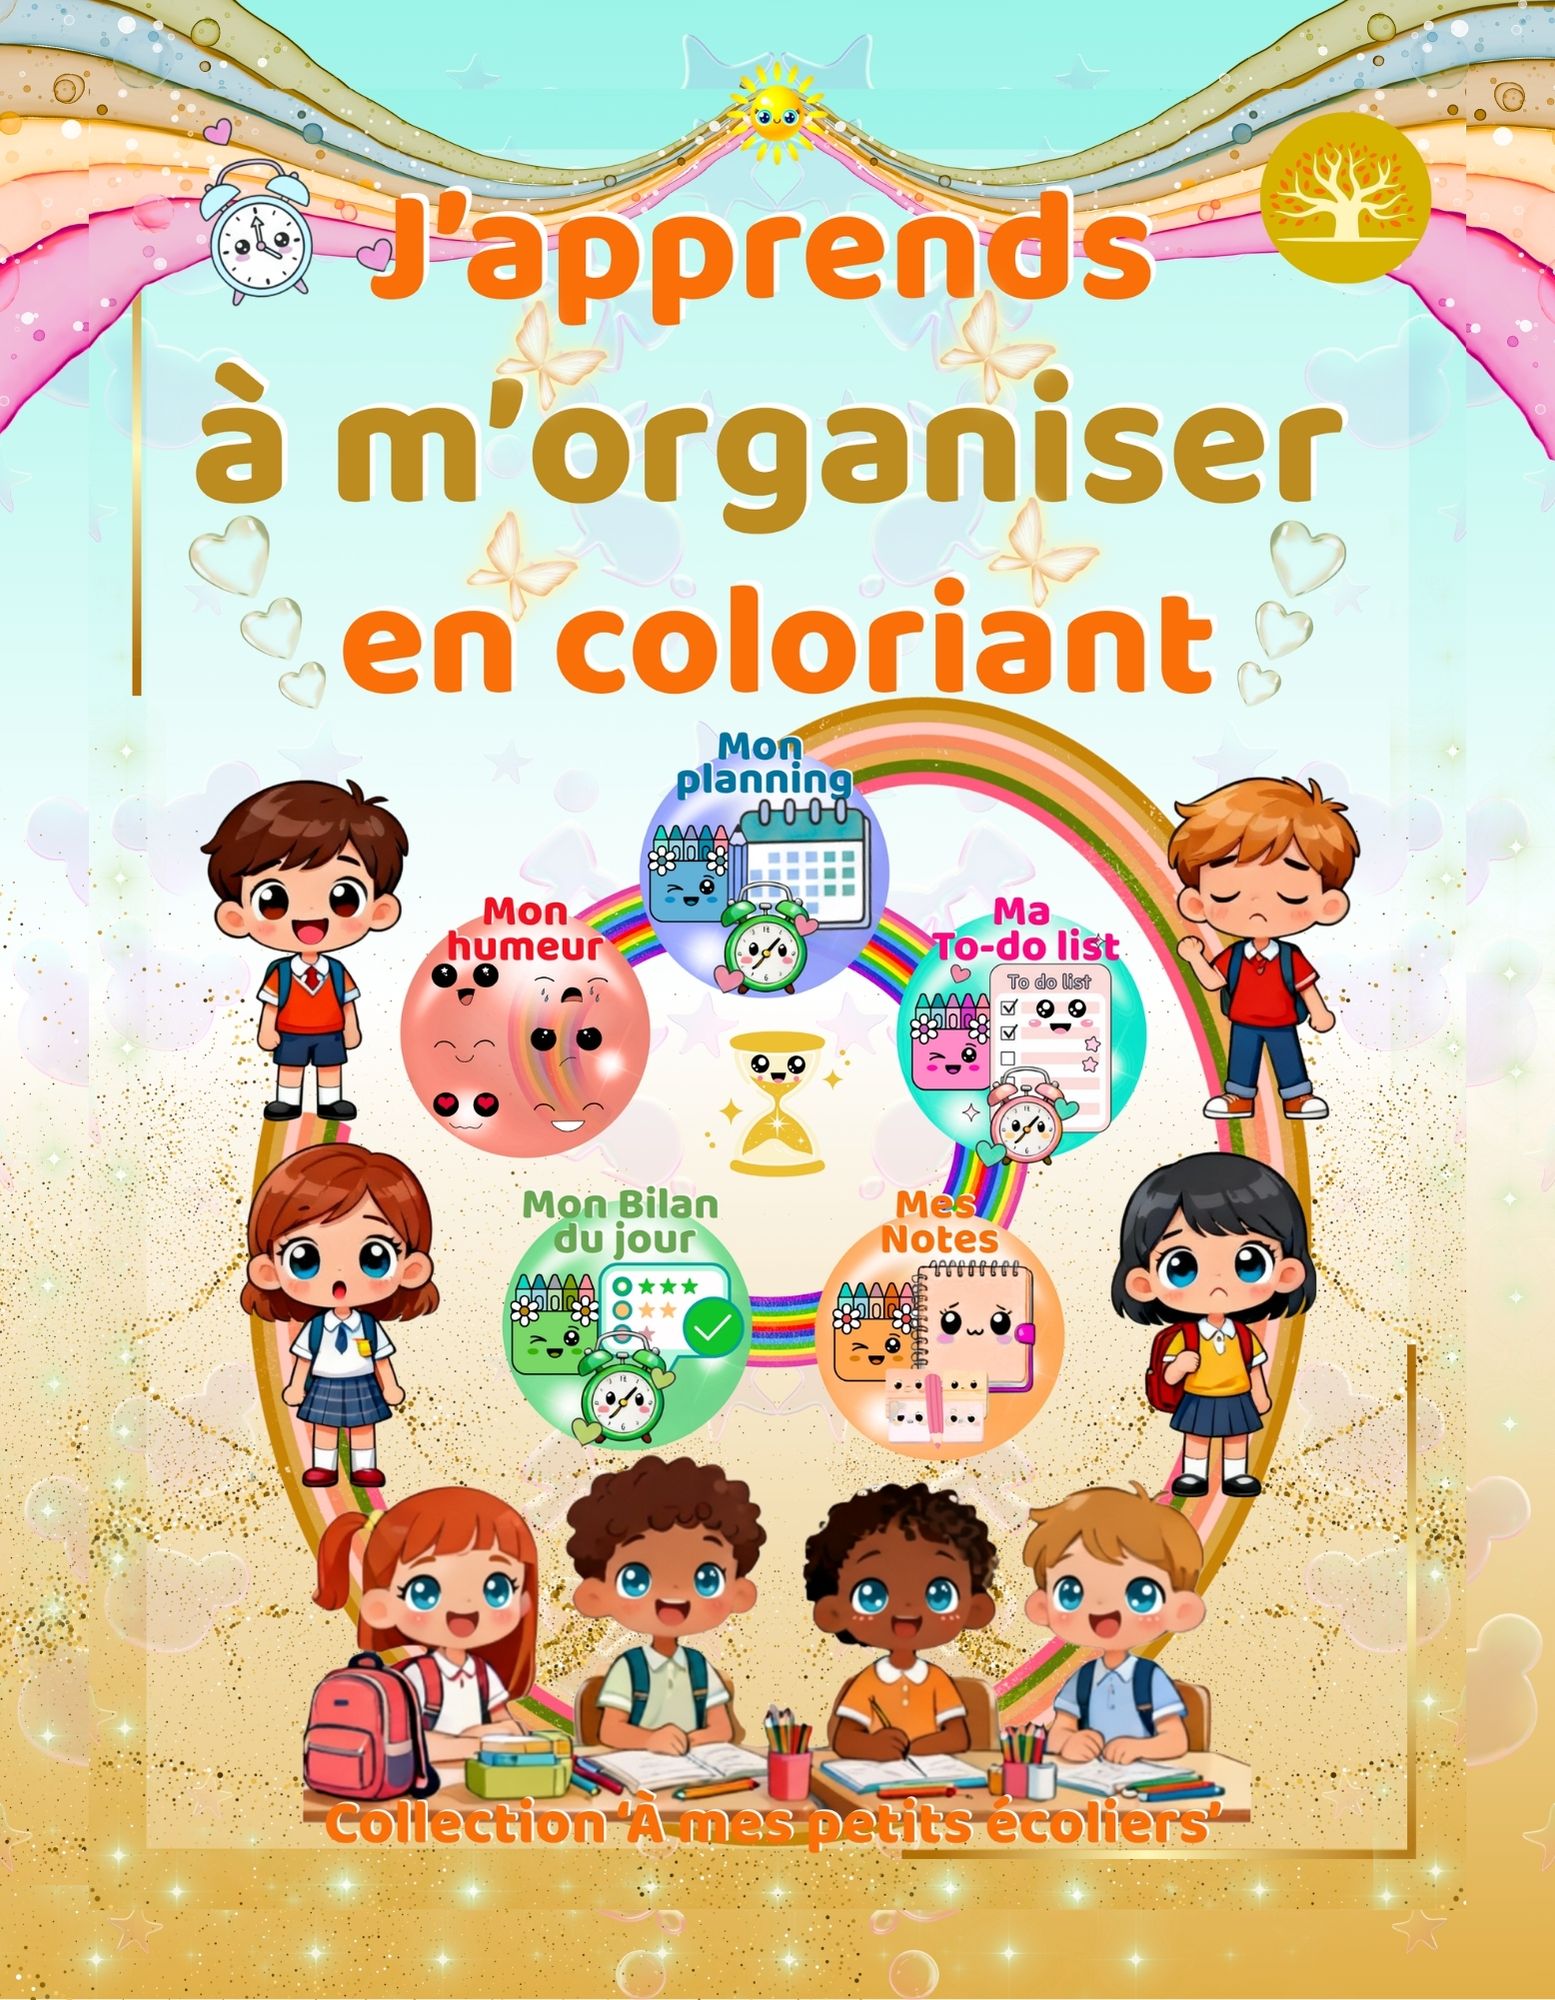 J'apprends
à m'organiser
en coloriant
Mon
planning
Mon
humeur
Ma
To-do list
To do list
Mon Bilan
du jour
Mes
Notes
Collection 'À mes petits écoliers'